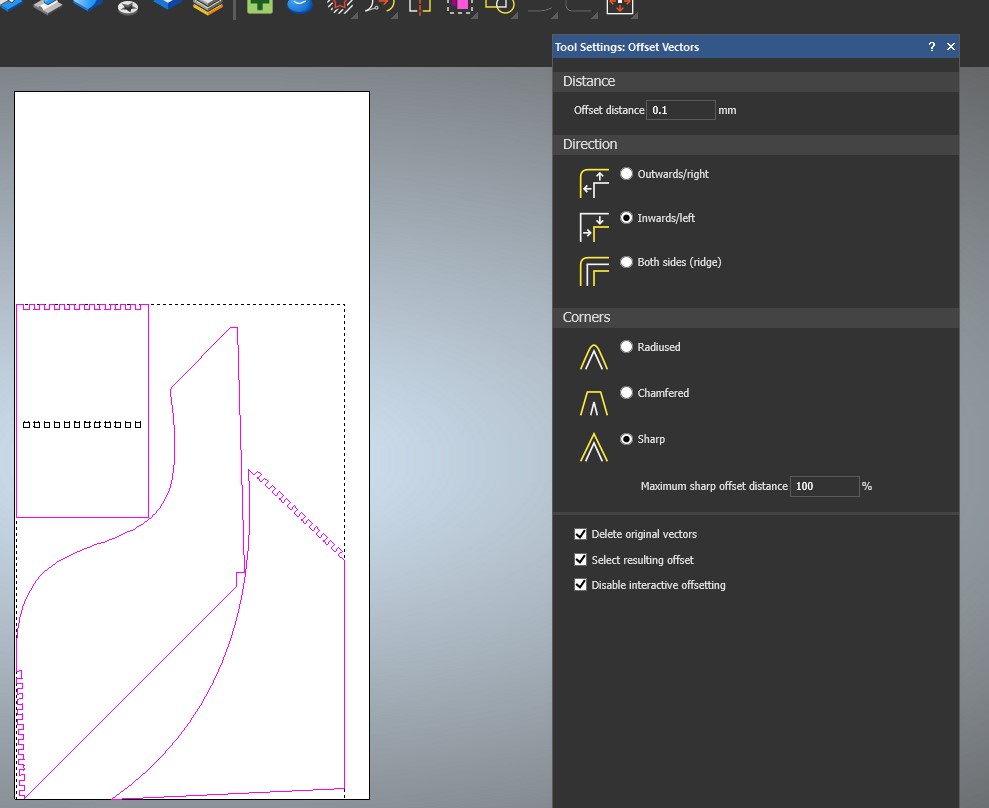 Tool Settings: Offset Vectors ? ×
Distance
Offset distance 0.1 mm
Direction
Outwards/right
Inwards/left
Both sides (ridge)
Corners
Radiused
Chamfered
Sharp
Maximum sharp offset distance 100 %
Delete original vectors
Select resulting offset
Disable interactive offsetting